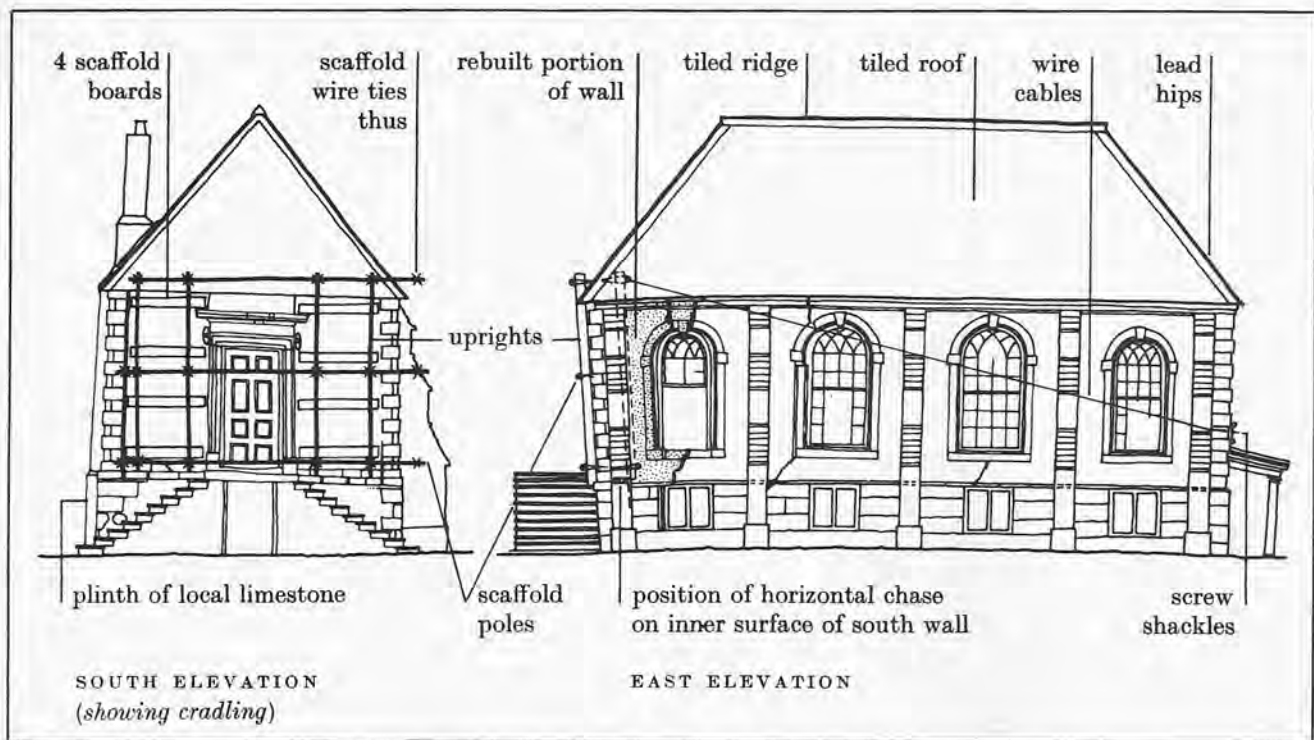 4 scaffold
boards
scaffold
wire ties
thus
rebuilt portion
of wall
tiled ridge
tiled roof
wire
cables
lead
hips
uprights
plinth of local limestone
scaffold
poles
position of horizontal chase
on inner surface of south wall
screw
shackles
SOUTH ELEVATION
(showing cradling)
EAST ELEVATION